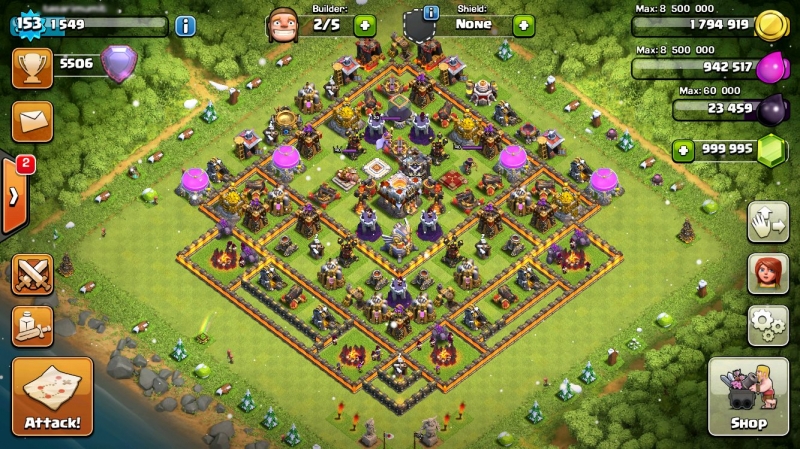 153 1 549
Builder:
2/5
Shield:
None
Max: 8 500 000
1 794 919
5506
Max: 8 500 000
942 517
Max: 60 000
23 459
999 995
2
Attack!
Shop